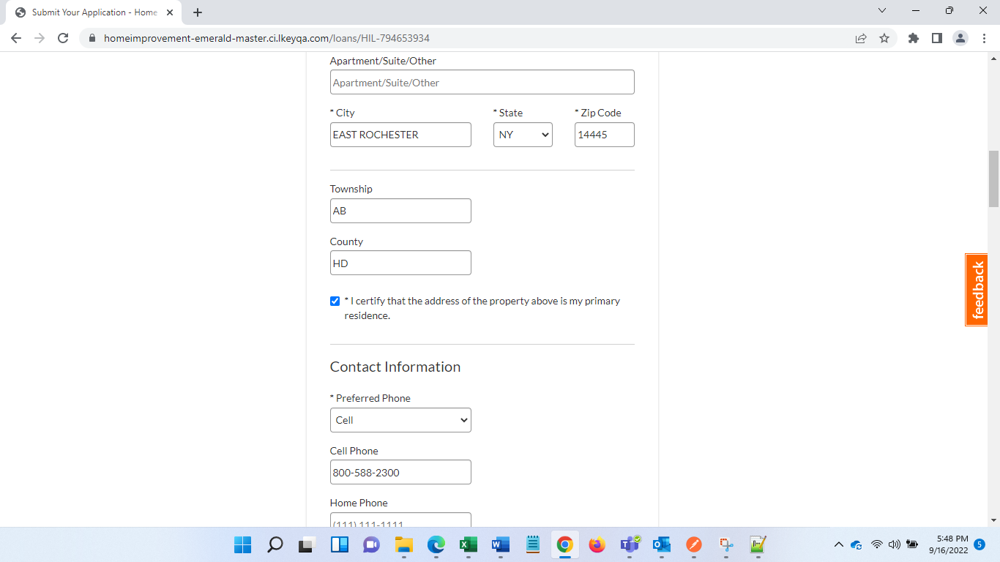 Submit Your Application - Home
homeimprovement-emerald-master.ci.lkeyqa.com/loans/HIL-794653934
Apartment/Suite/Other
Apartment/Suite/Other
* City
* State
* Zip Code
EAST ROCHESTER
NY
14445
Township
AB
County
HD
* I certify that the address of the property above is my primary
residence.
feedback
Contact Information
* Preferred Phone
Cell
Cell Phone
800-588-2300
Home Phone
(111) 111-1111
5:48 PM
9/16/2022
5